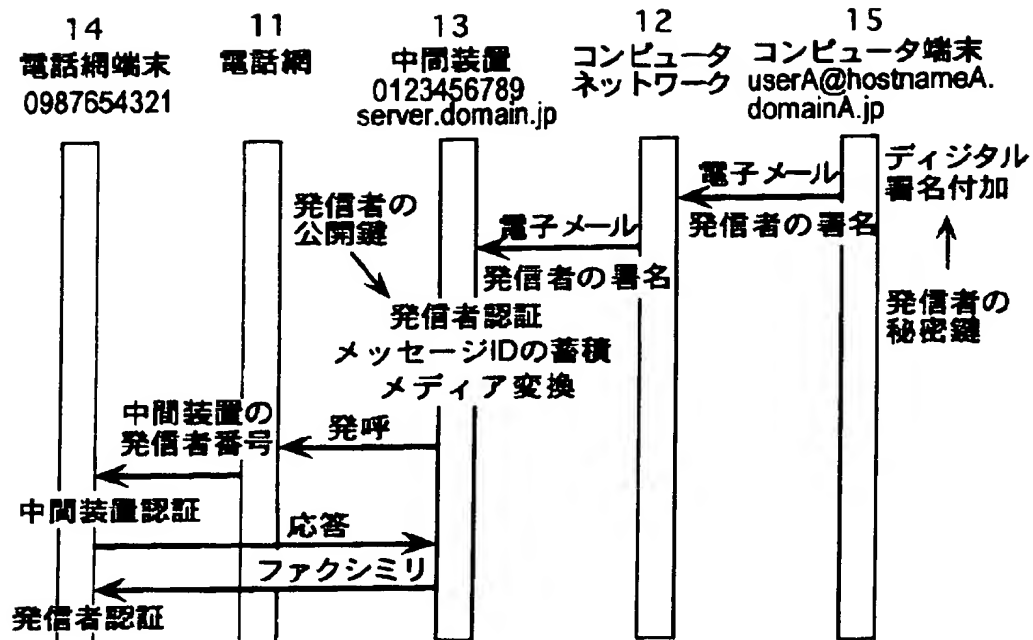 14
電話網端末
0987654321
11
電話網
13
中間装置
0123456789
server.domain.jp
12
コンピュータ
ネットワーク
15
コンピュータ端末
userA@hostnameA.
domainA.jp
ディジタル
署名付加
電子メール
発信者の署名
発信者の
秘密鍵
電子メール
発信者の署名
発信者の
公開鍵
発信者認証
メッセージIDの蓄積
メディア変換
発呼
中間装置の
発信者番号
中間装置認証
応答
ファクシミリ
発信者認証